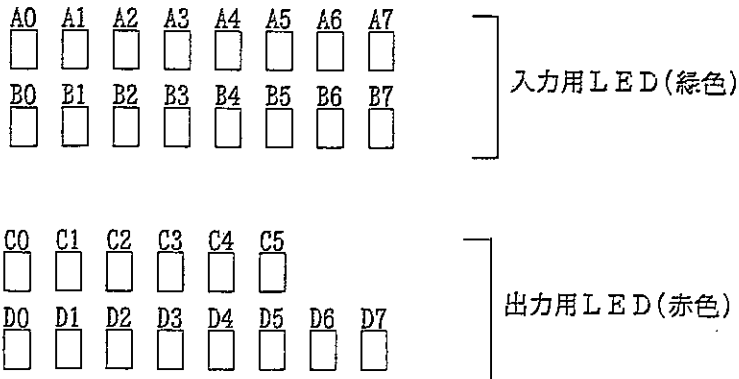 A0 A1 A2 A3 A4 A5 A6 A7
B0 B1 B2 B3 B4 B5 B6 B7
入力用LED(緑色)
C0 C1 C2 C3 C4 C5
D0 D1 D2 D3 D4 D5 D6 D7
出力用LED(赤色)